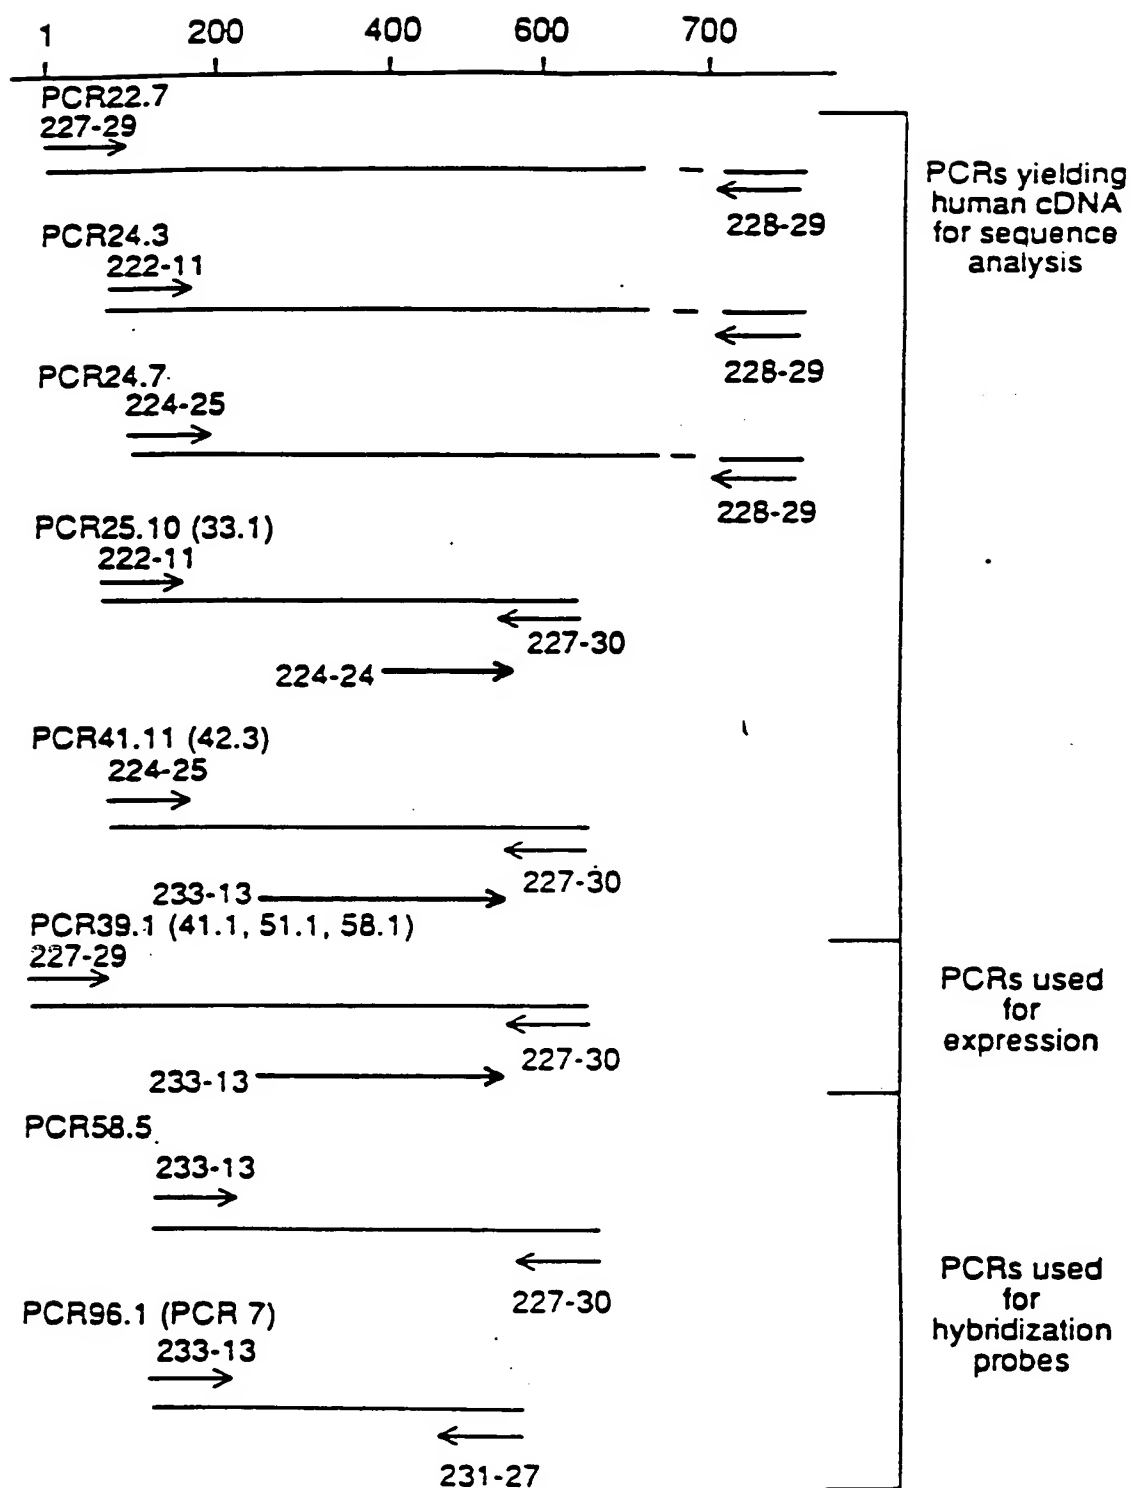 1 200 400 600 700
PCR22.7
227-29
228-29
PCR24.3
222-11
228-29
PCR24.7
224-25
228-29
PCR25.10 (33.1)
222-11
227-30
224-24
PCR41.11 (42.3)
224-25
227-30
233-13
PCR39.1 (41.1, 51.1, 58.1)
227-29
227-30
233-13
PCR58.5
233-13
227-30
PCR96.1 (PCR 7)
233-13
231-27
PCRs yielding
human cDNA
for sequence
analysis
PCRs used
for
expression
PCRs used
for
hybridization
probes